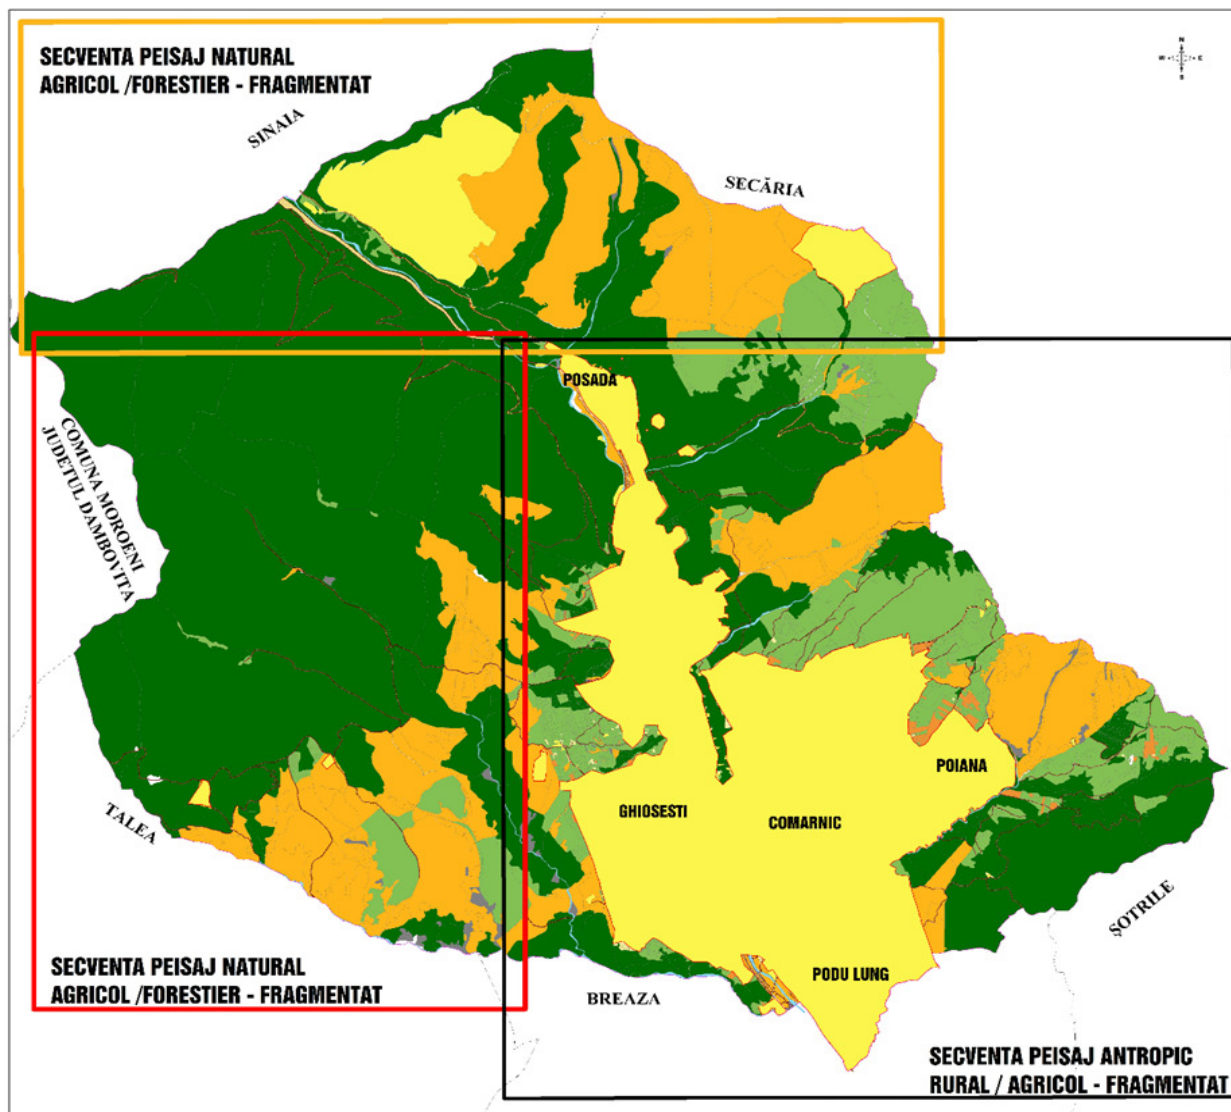 SECVENTA PEISAJ NATURAL
AGRICOL /FORESTIER - FRAGMENTAT
N
W E
S
SINAIA
SECĂRIA
POSADA
COMUNA MOROENI
JUDETUL DAMBOVITA
POIANA
GHIOSESTI
COMARNIC
TALEA
ŞOTRILE
SECVENTA PEISAJ NATURAL
AGRICOL /FORESTIER - FRAGMENTAT
PODU LUNG
BREAZA
SECVENTA PEISAJ ANTROPIC
RURAL / AGRICOL - FRAGMENTAT